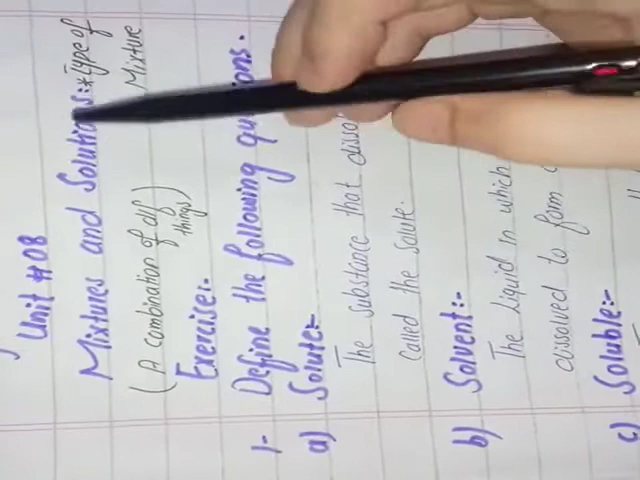 Unit #08
Mixtures and Solutions:* Type of
Mixture
(A combination of diff
things)
Exercise:-
1- Define the following questions.
a) Solute:-
The substance that disso
called the solute.
b) Solvent:-
The Liquid in which
dissolved to form
c) Soluble:-